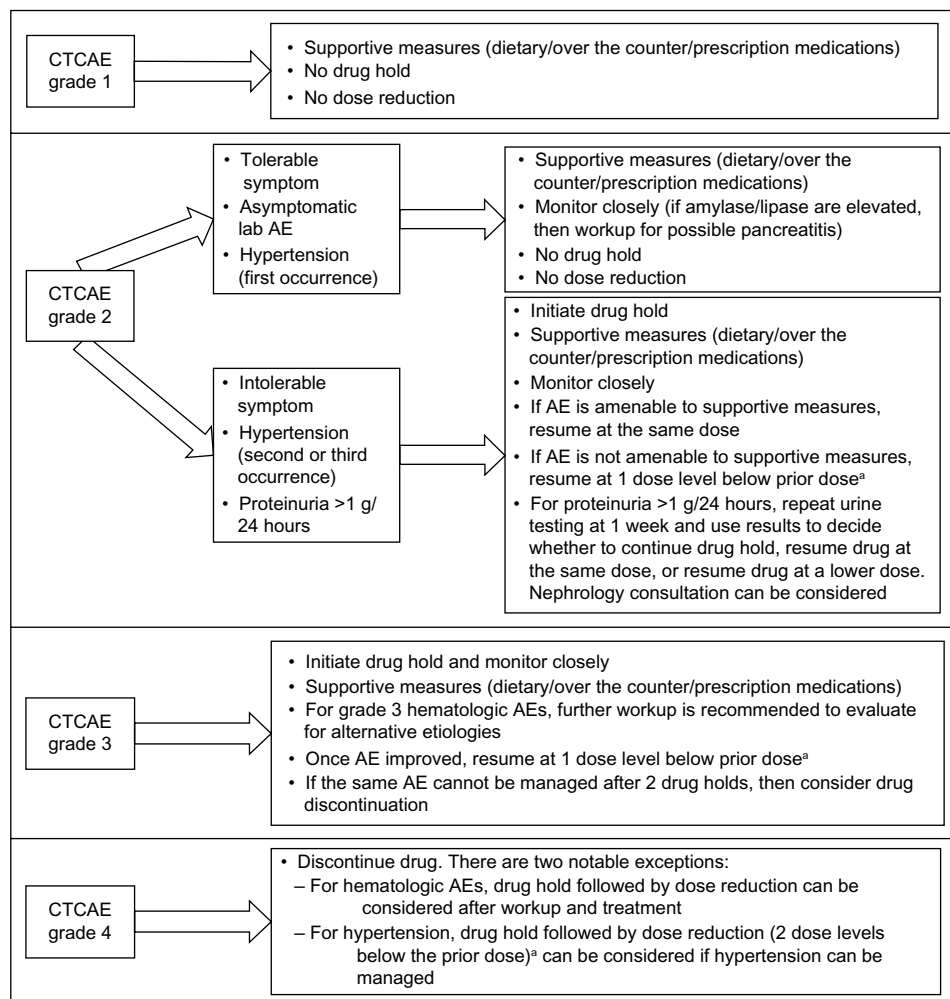 CTCAE
grade 1
• Supportive measures (dietary/over the counter/prescription medications)
• No drug hold
• No dose reduction
CTCAE
grade 2
• Tolerable
symptom
• Asymptomatic
lab AE
• Hypertension
(first occurrence)
• Supportive measures (dietary/over the
counter/prescription medications)
• Monitor closely (if amylase/lipase are elevated,
then workup for possible pancreatitis)
• No drug hold
• No dose reduction
• Intolerable
symptom
• Hypertension
(second or third
occurrence)
• Proteinuria >1 g/
24 hours
• Initiate drug hold
• Supportive measures (dietary/over the
counter/prescription medications)
• Monitor closely
• If AE is amenable to supportive measures,
resume at the same dose
• If AE is not amenable to supportive measures,
resume at 1 dose level below prior doseᵃ
• For proteinuria >1 g/24 hours, repeat urine
testing at 1 week and use results to decide
whether to continue drug hold, resume drug at
the same dose, or resume drug at a lower dose.
Nephrology consultation can be considered
CTCAE
grade 3
• Initiate drug hold and monitor closely
• Supportive measures (dietary/over the counter/prescription medications)
• For grade 3 hematologic AEs, further workup is recommended to evaluate
for alternative etiologies
• Once AE improved, resume at 1 dose level below prior doseᵃ
• If the same AE cannot be managed after 2 drug holds, then consider drug
discontinuation
CTCAE
grade 4
• Discontinue drug. There are two notable exceptions:
– For hematologic AEs, drug hold followed by dose reduction can be
considered after workup and treatment
– For hypertension, drug hold followed by dose reduction (2 dose levels
below the prior dose)ᵃ can be considered if hypertension can be
managed